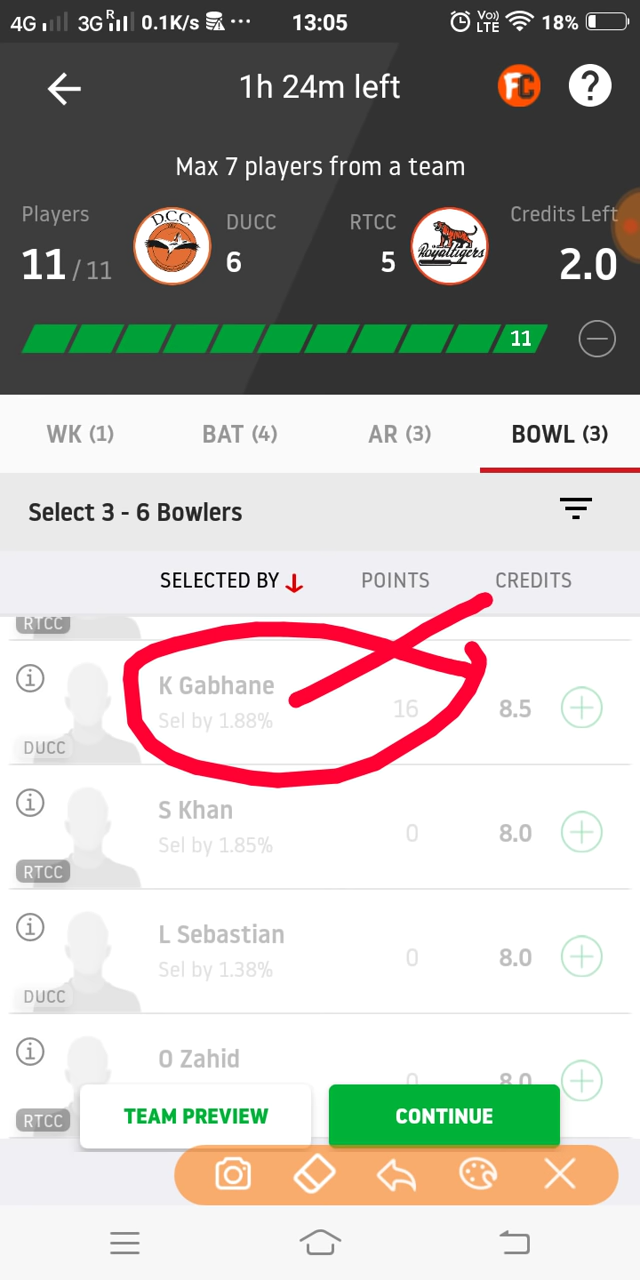 4G 3G R 0.1K/s ... 13:05 Vo) LTE 18%
1h 24m left FC ?
Max 7 players from a team
Players DUCC RTCC Credits Left
11 / 11 D.C.C 6 5 Royaltigers 2.0
11
WK (1) BAT (4) AR (3) BOWL (3)
Select 3 - 6 Bowlers
SELECTED BY POINTS CREDITS
RTCC
K Gabhane
Sel by 1.88% 16 8.5
DUCC
S Khan
Sel by 1.85% 0 8.0
RTCC
L Sebastian
Sel by 1.38% 0 8.0
DUCC
O Zahid
0 8.0
RTCC
TEAM PREVIEW CONTINUE